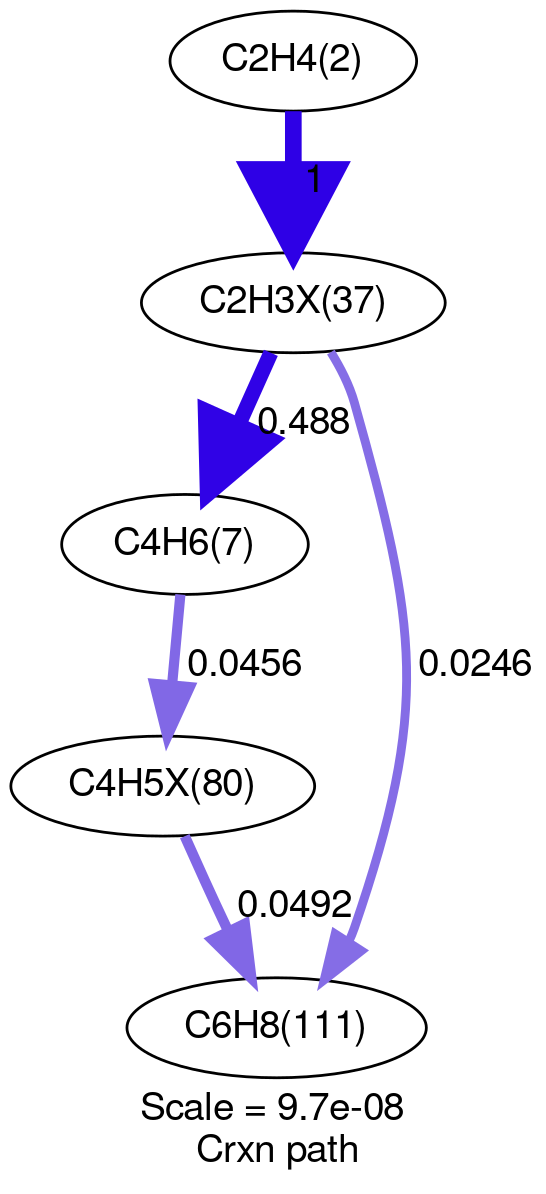 C2H4(2)
1
C2H3X(37)
0.488
C4H6(7)
0.0456
0.0246
C4H5X(80)
0.0492
C6H8(111)
Scale = 9.7e-08
Crxn path